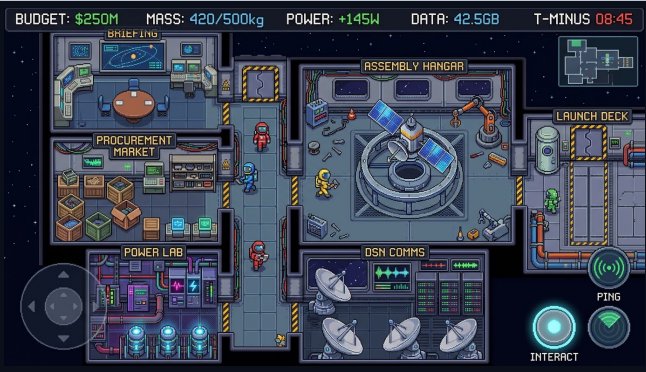 BUDGET: $250M MASS: 420/500kg POWER: +145W DATA: 42.5GB T-MINUS 08:45
BRIEFING
ASSEMBLY HANGAR
LAUNCH DECK
PROCUREMENT
MARKET
POWER LAB
DSN COMMS
PING
INTERACT